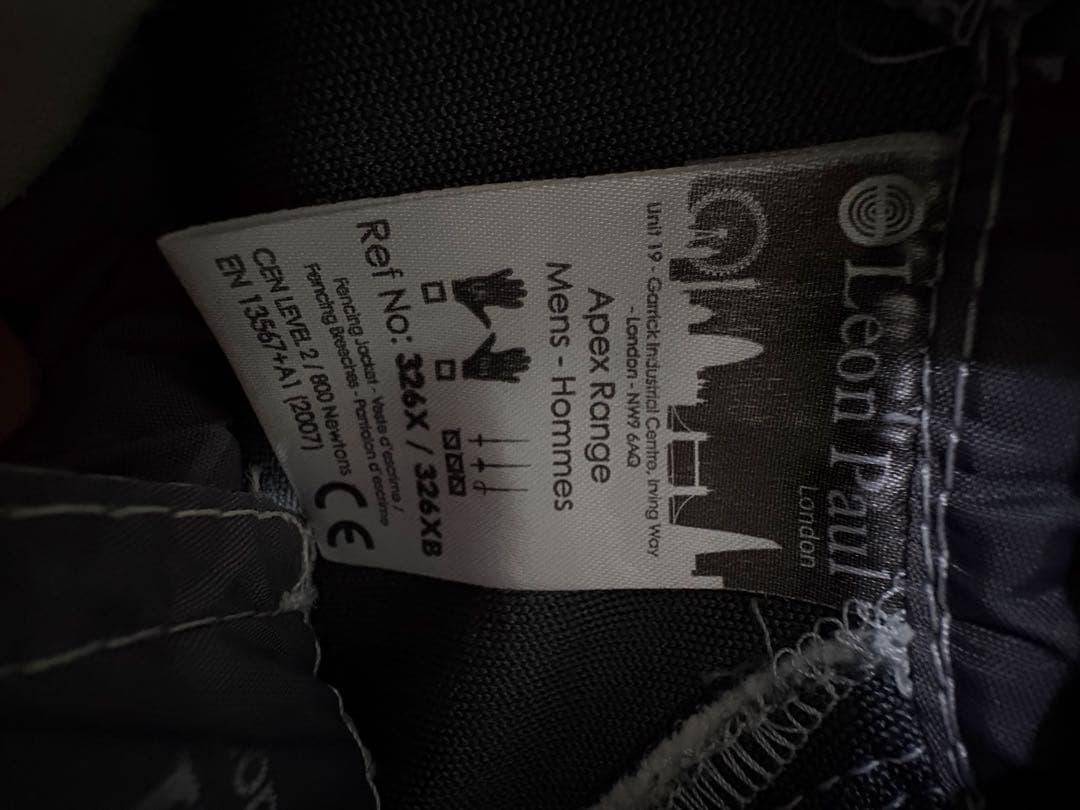 Leon Paul
London
Unit 19 - Garrick Industrial Centre, Irving Way
- London - NW9 6AQ
Apex Range
Mens - Hommes
Ref No: 326X / 326XB
Fencing Jacket - Veste d'escrime /
Fencing Breeches - Pantalon d'escrime
CEN LEVEL 2 / 800 Newtons
EN 13567+A1 (2007)
CE